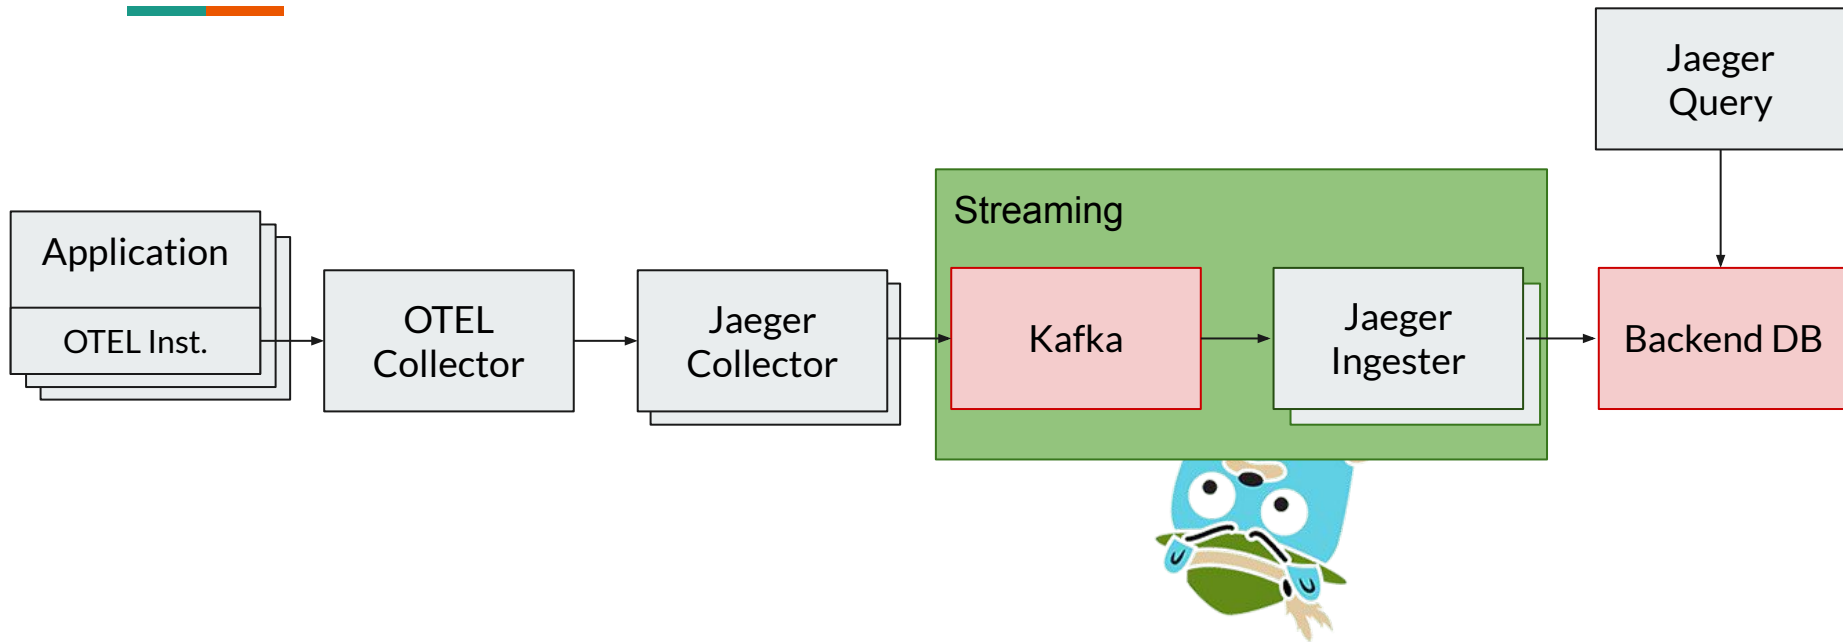 Jaeger
Query
Streaming
Application
OTEL Inst.
OTEL
Collector
Jaeger
Collector
Kafka
Jaeger
Ingester
Backend DB